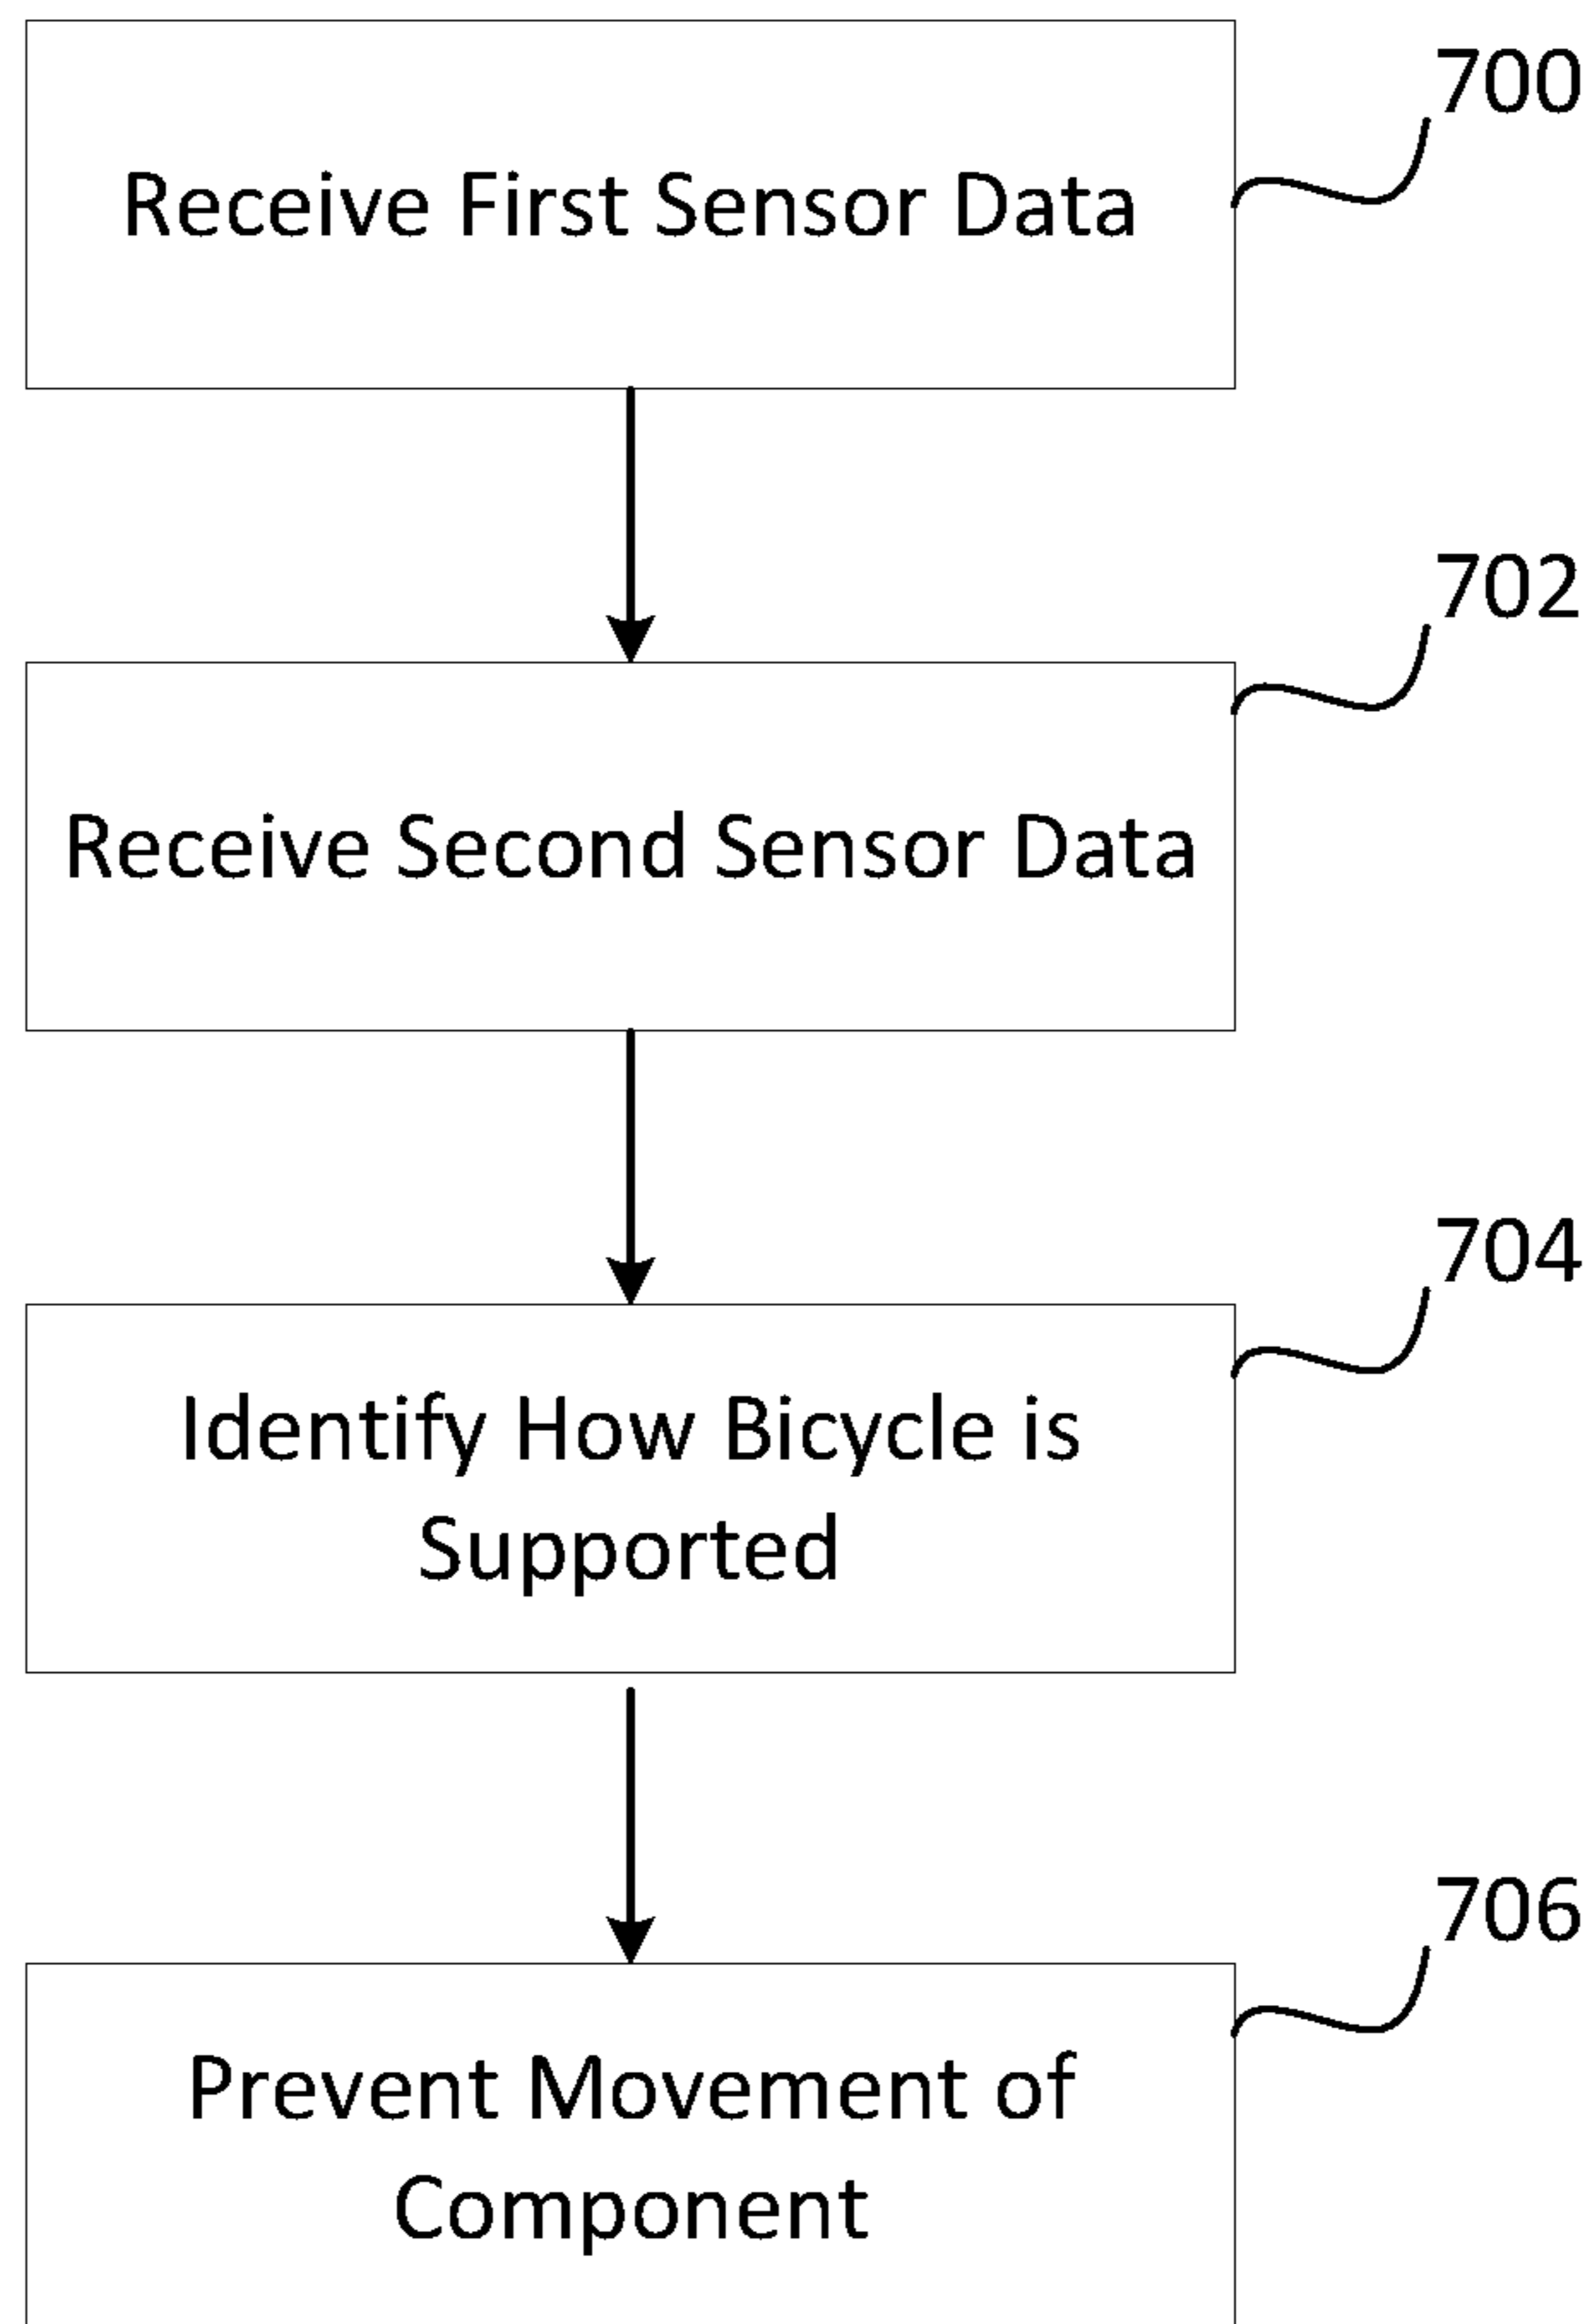 700
Receive First Sensor Data
702
Receive Second Sensor Data
704
Identify How Bicycle is
Supported
706
Prevent Movement of
Component